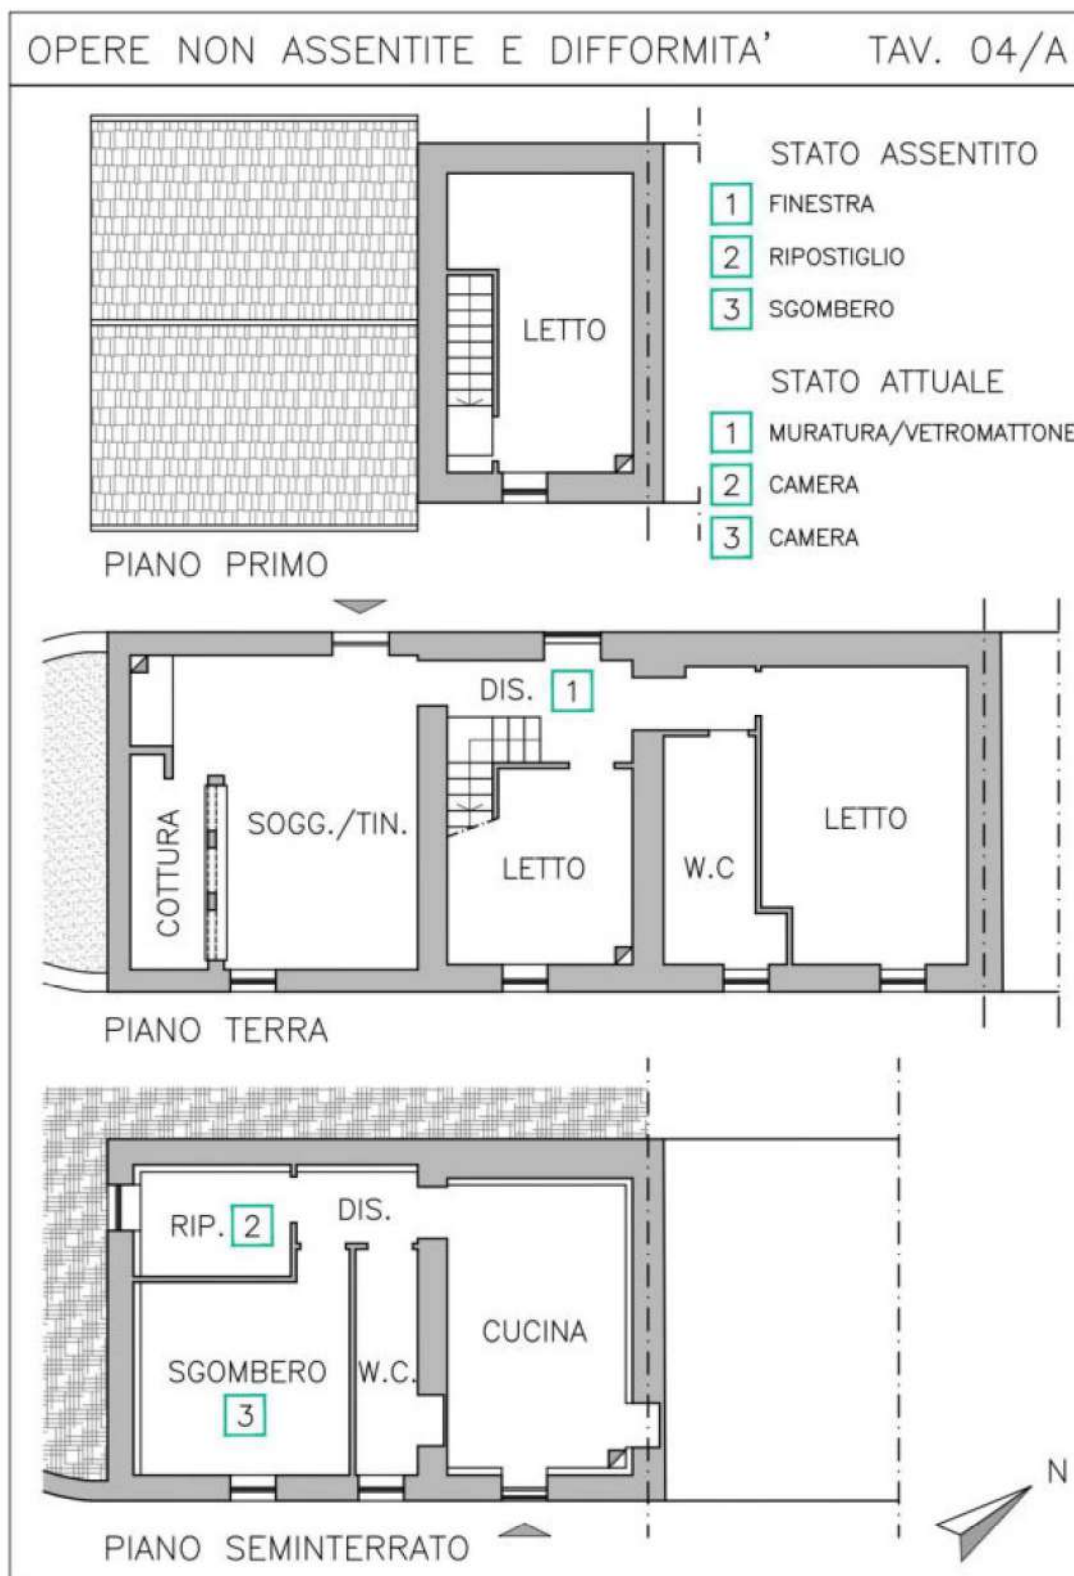 OPERE NON ASSENTITE E DIFFORMITA' TAV. 04/A
STATO ASSENTITO
1 FINESTRA
2 RIPOSTIGLIO
3 SGOMBERO
LETTO
STATO ATTUALE
1 MURATURA/VETROMATTONE
2 CAMERA
3 CAMERA
PIANO PRIMO
DIS. 1
COTTURA
SOGG./TIN.
LETTO
W.C
LETTO
PIANO TERRA
RIP. 2
DIS.
CUCINA
SGOMBERO
3
W.C.
N
PIANO SEMINTERRATO